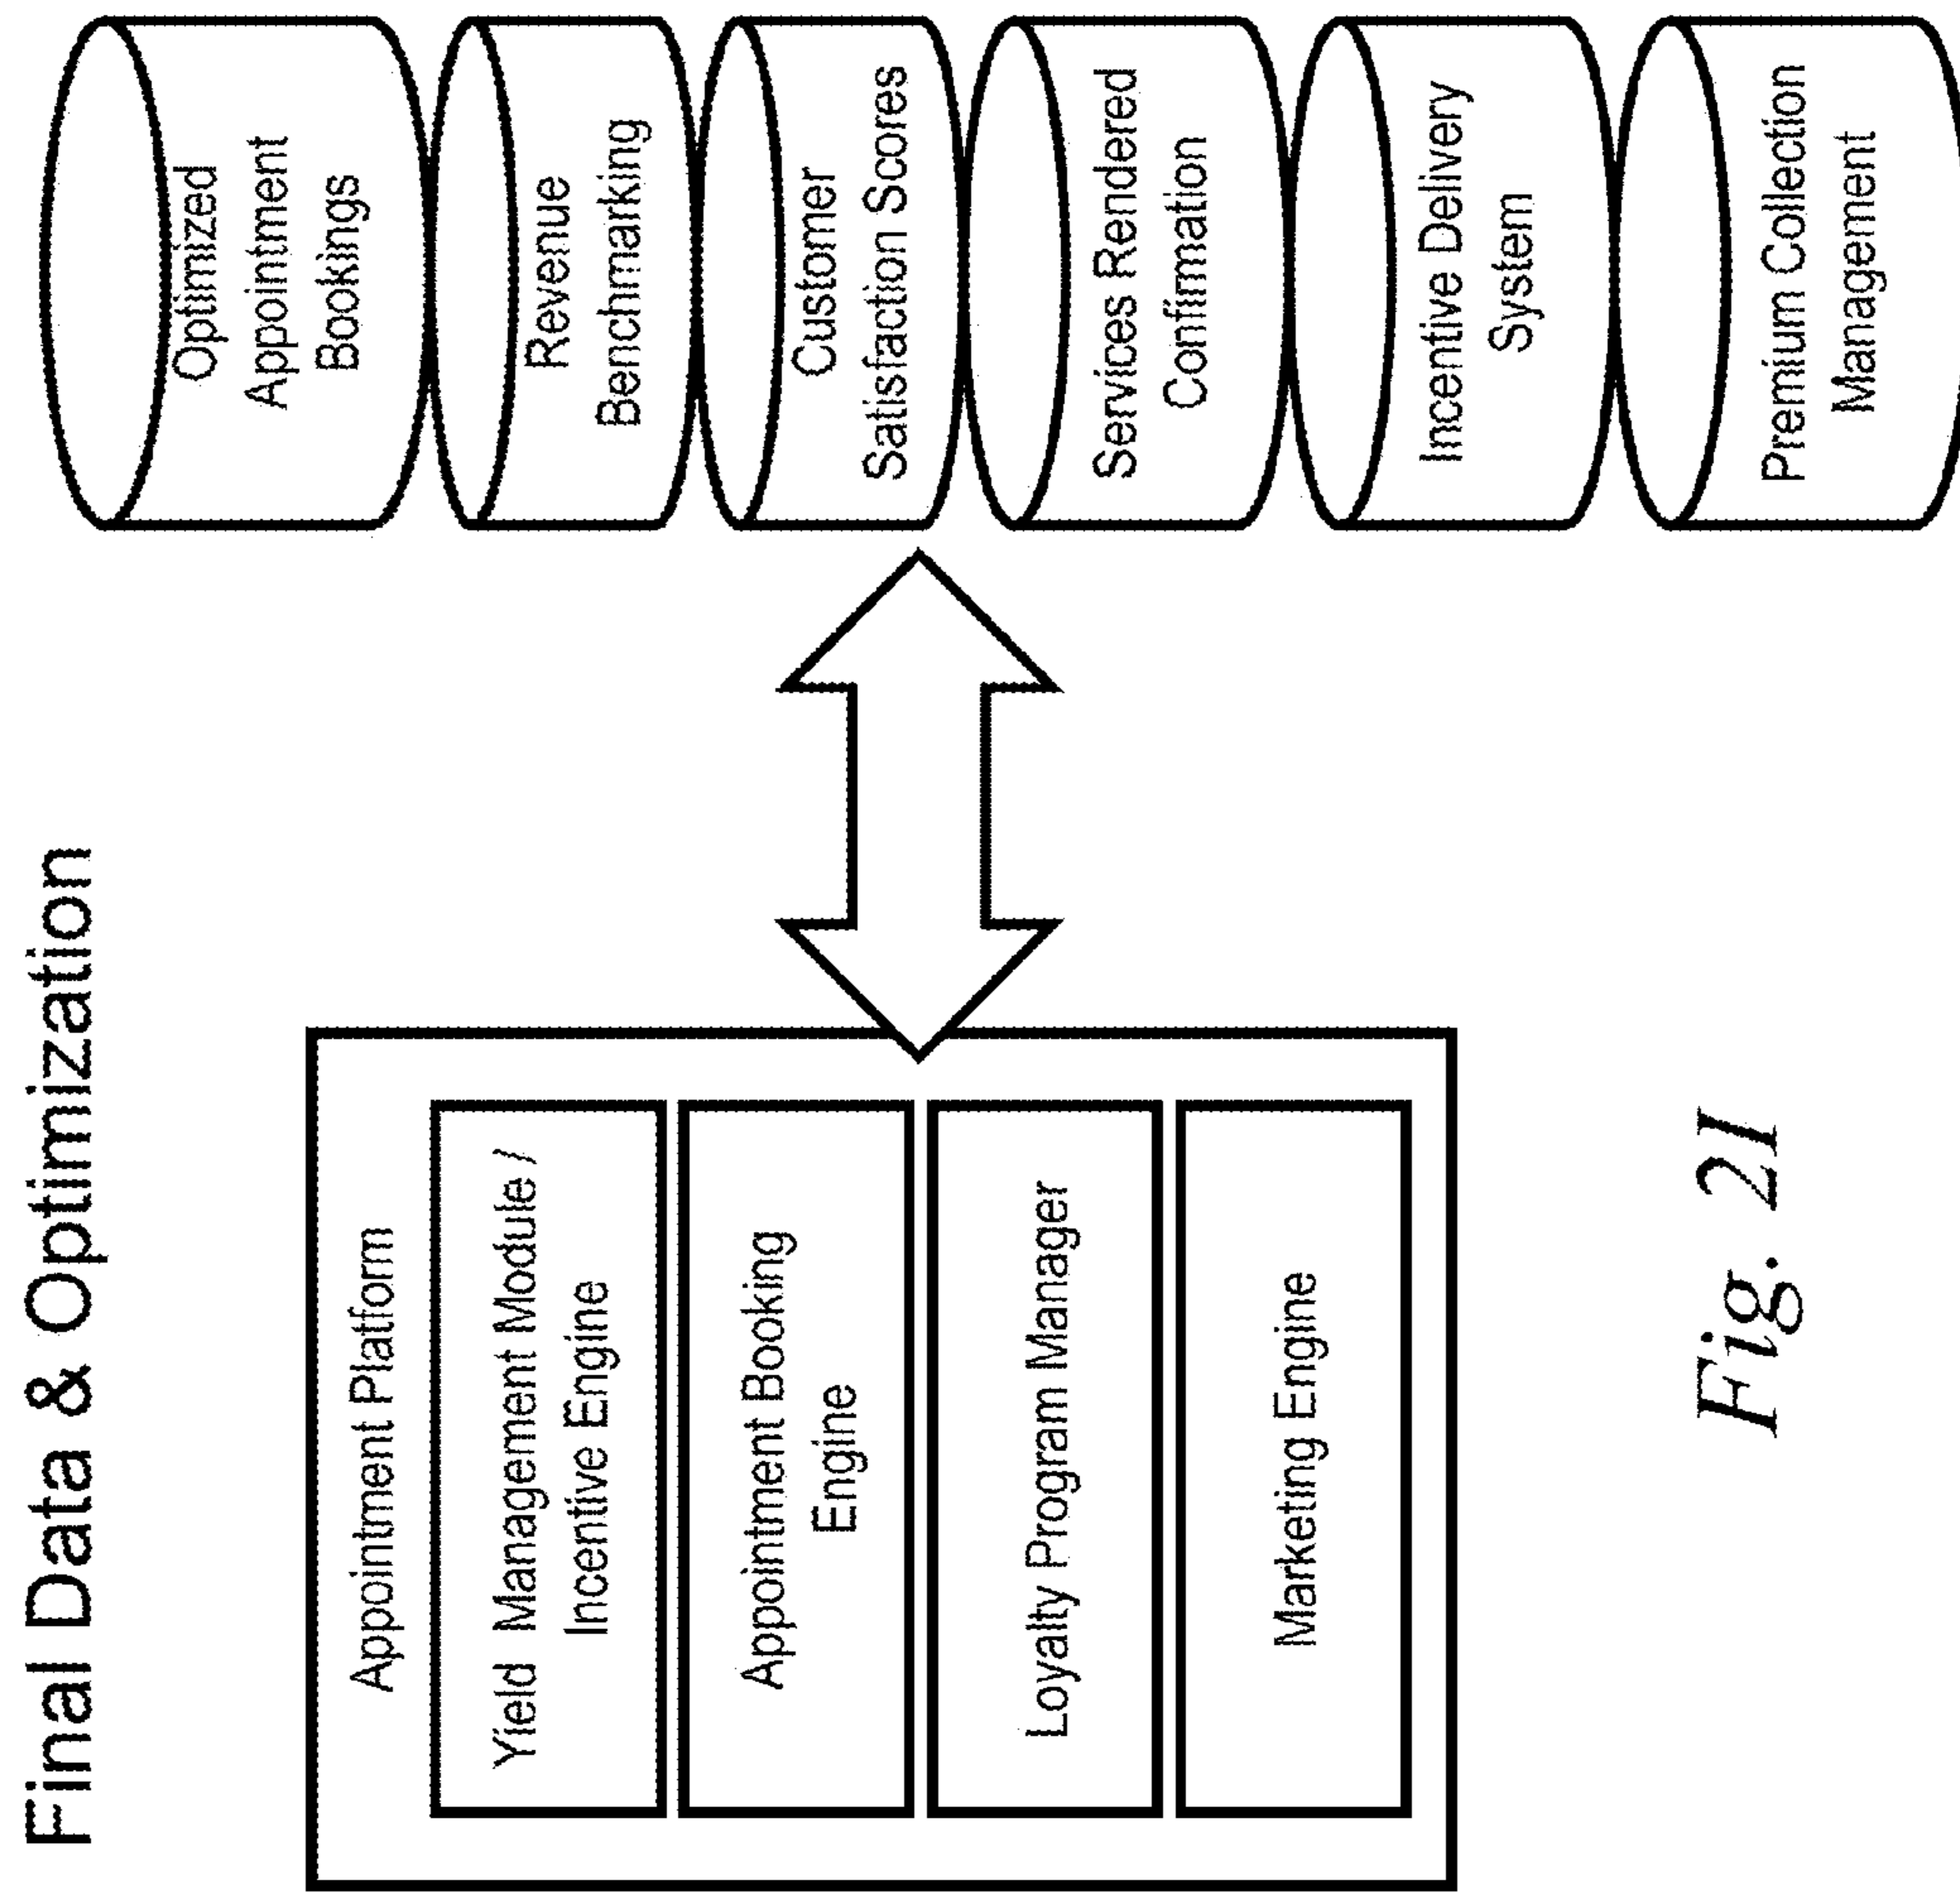 Final Data & Optimization
Appointment Platform
Yield Management Module /
Incentive Engine
Appointment Booking
Engine
Loyalty Program Manager
Marketing Engine
Optimized
Appointment
Bookings
Revenue
Benchmarking
Customer
Satisfaction Scores
Services Rendered
Confirmation
Incentive Delivery
System
Premium Collection
Management
Fig. 2I